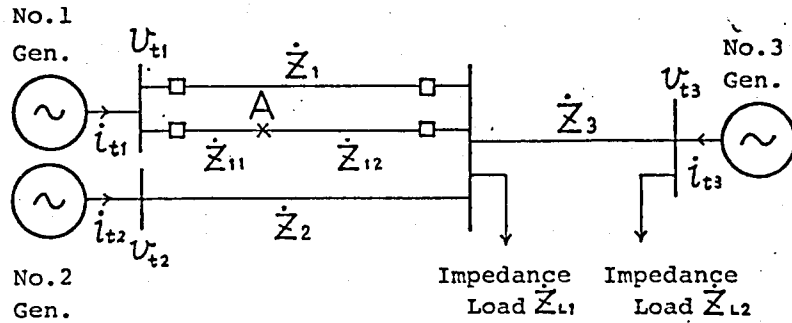 No.1
Gen.
υt1
Ż1
No.3
Gen.
υt3
A
Ż3
it1
Ż11
Ż12
it3
it2
Ż2
υt2
No.2
Gen.
Impedance
Load ŻL1
Impedance
Load ŻL2